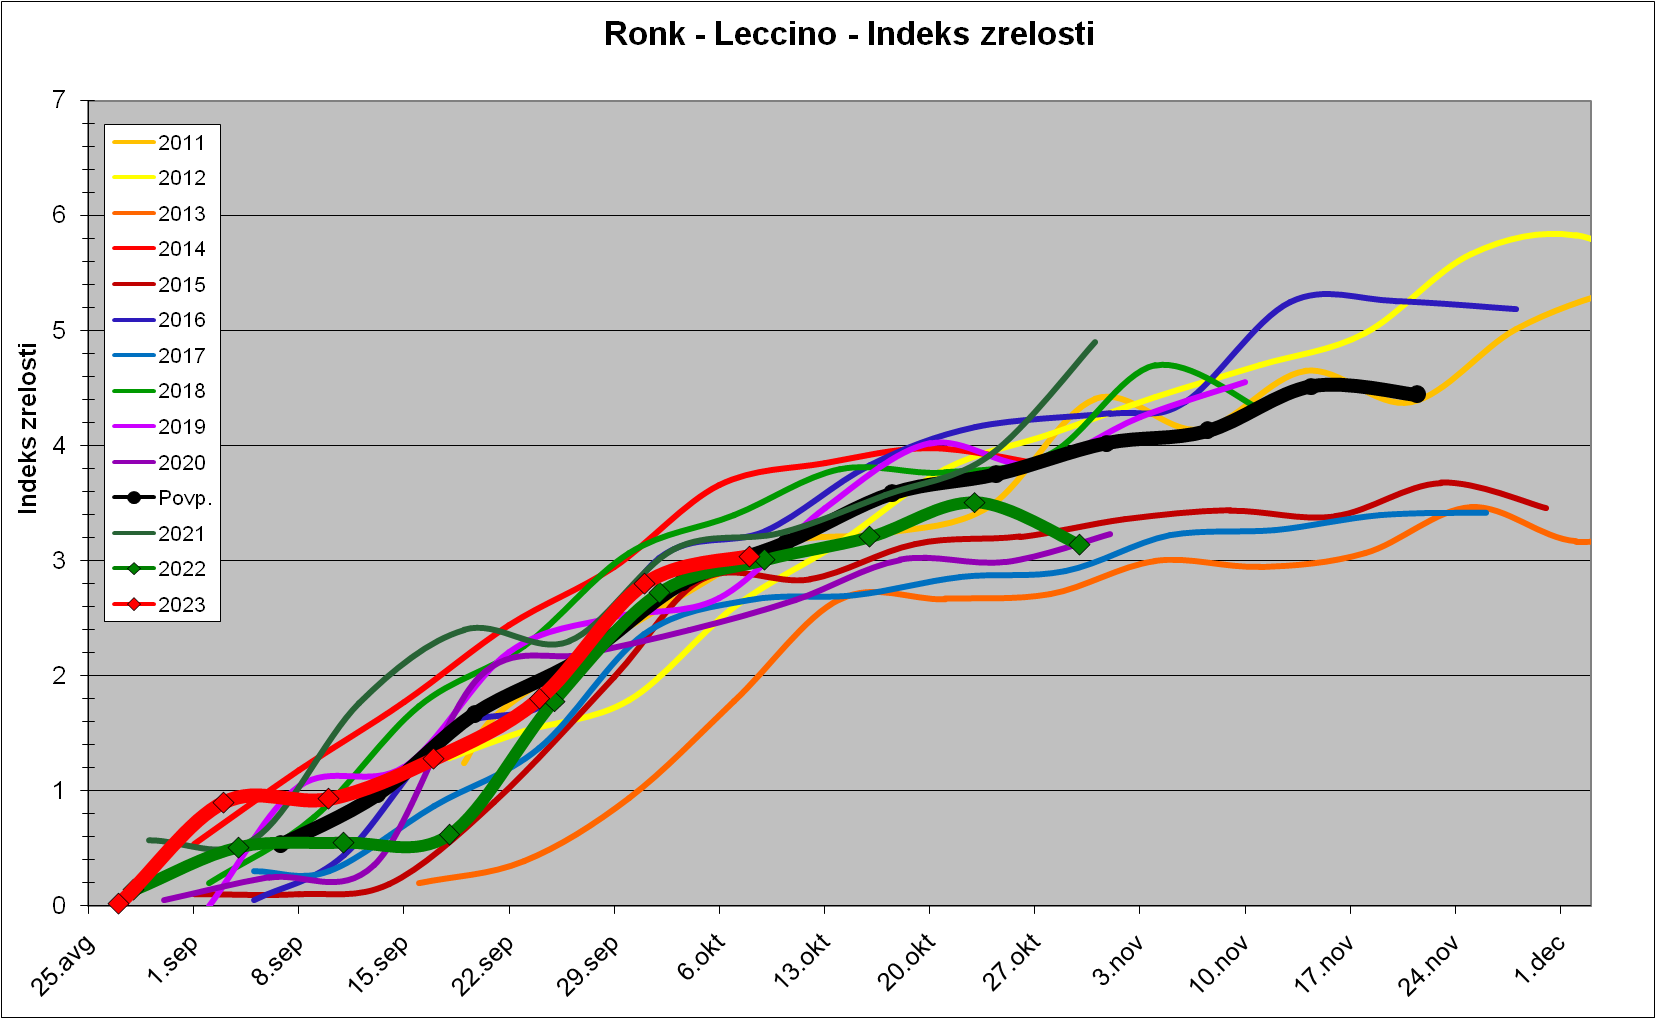 Ronk - Leccino - Indeks zrelosti
Indeks zrelosti
7
6
5
4
3
2
1
0
2011
2012
2013
2014
2015
2016
2017
2018
2019
2020
Povp.
2021
2022
2023
25.avg
1.sep
8.sep
15.sep
22.sep
29.sep
6.okt
13.okt
20.okt
27.okt
3.nov
10.nov
17.nov
24.nov
1.dec